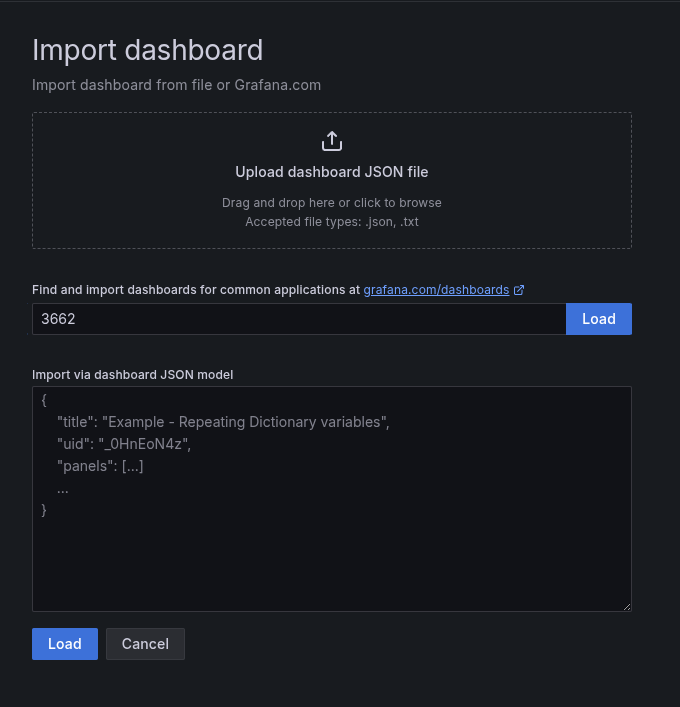 Import dashboard
Import dashboard from file or Grafana.com
Upload dashboard JSON file
Drag and drop here or click to browse
Accepted file types: .json, .txt
Find and import dashboards for common applications at grafana.com/dashboards
3662
Load
Import via dashboard JSON model
{
    "title": "Example - Repeating Dictionary variables",
    "uid": "_0HnEoN4z",
    "panels": [...]
    ...
}
Load
Cancel